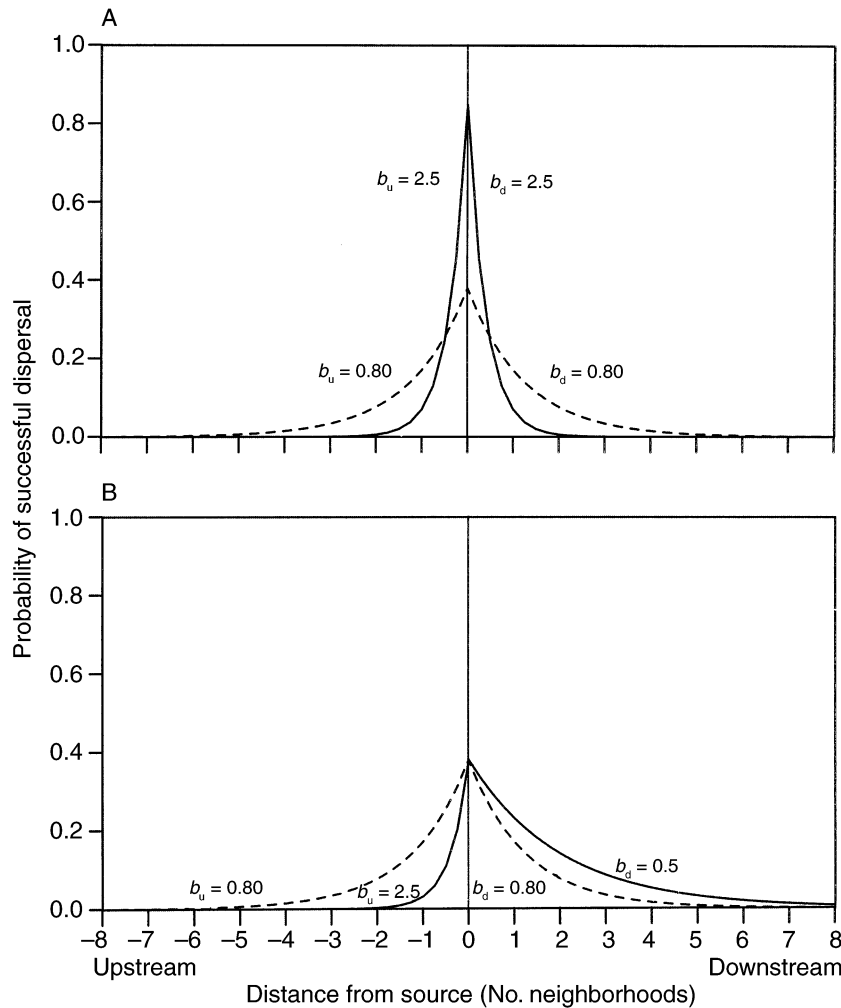 A
1.0
0.8
b_u = 2.5 b_d = 2.5
0.6
0.4
b_u = 0.80 b_d = 0.80
0.2
0.0
B
1.0
0.8
0.6
0.4
0.2
b_d = 0.5
b_u = 0.80 b_u = 2.5 b_d = 0.80
0.0
–8 –7 –6 –5 –4 –3 –2 –1 0 1 2 3 4 5 6 7 8
Upstream Downstream
Distance from source (No. neighborhoods)
Probability of successful dispersal